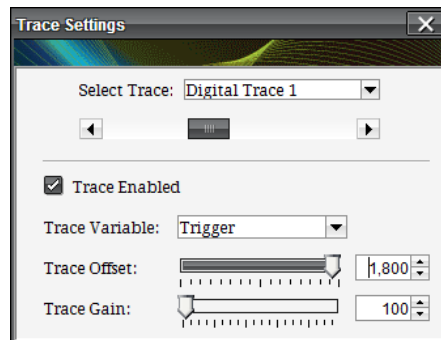 Trace Settings
Select Trace: Digital Trace 1
Trace Enabled
Trace Variable: Trigger
Trace Offset: 1,800
Trace Gain: 100